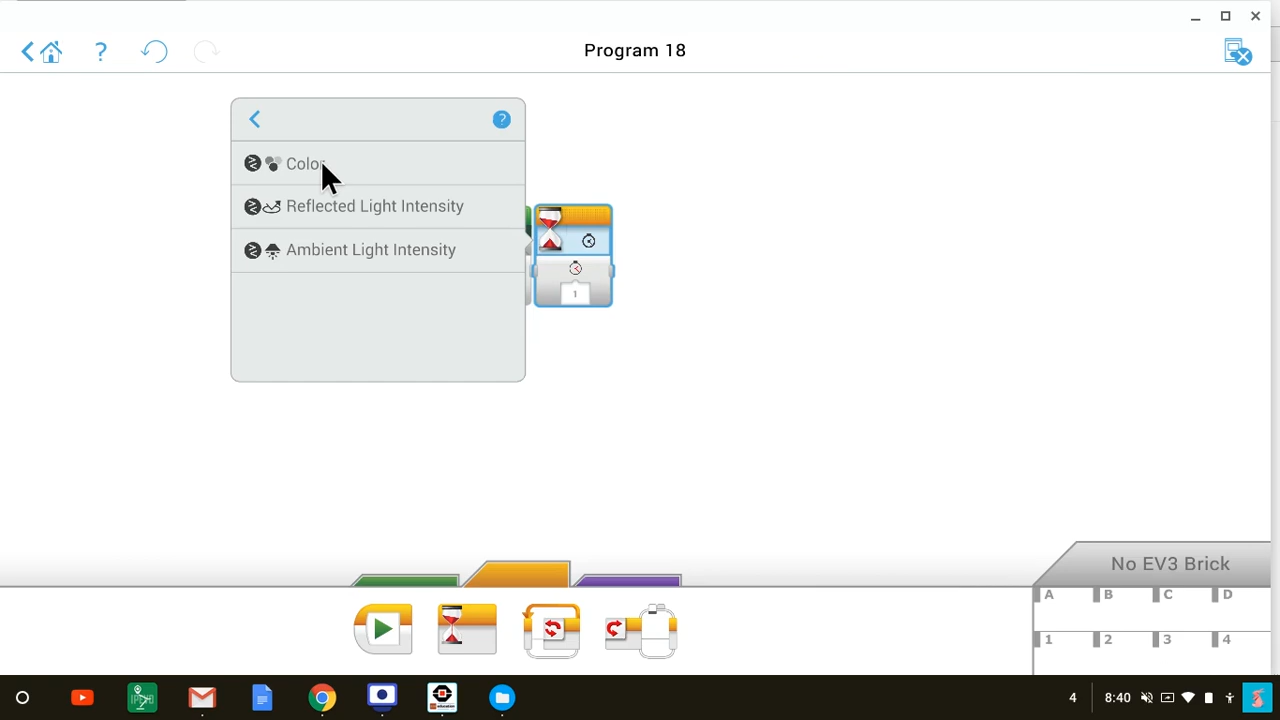 ?
Program 18
?
Color
Reflected Light Intensity
Ambient Light Intensity
1
No EV3 Brick
A B C D
1 2 3 4
4 8:40